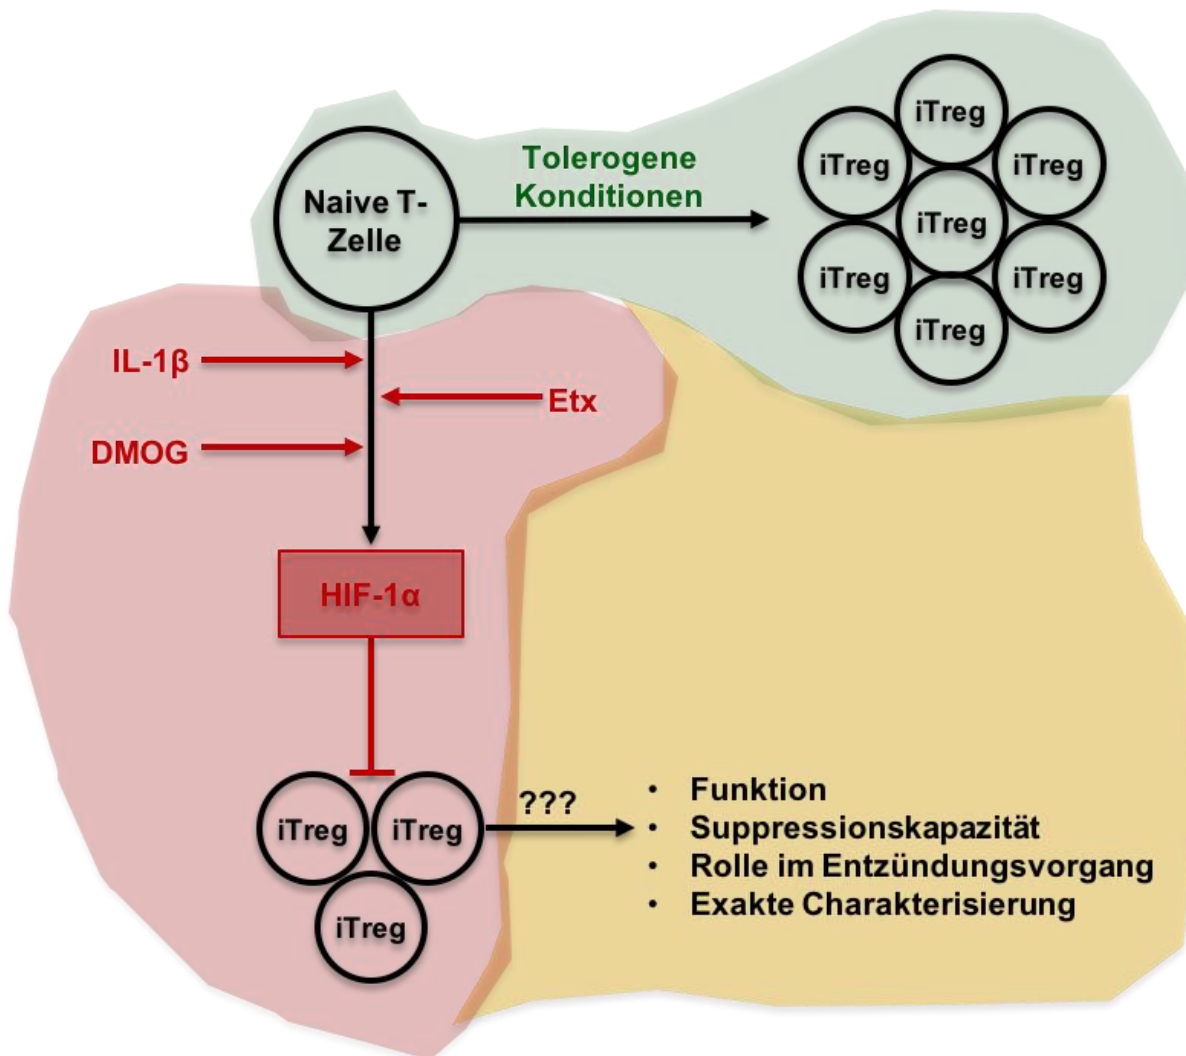 Naive T-
Zelle
Tolerogene
Konditionen
iTreg
iTreg
iTreg
iTreg
iTreg
iTreg
iTreg
IL-1β
Etx
DMOG
HIF-1α
iTreg
iTreg
iTreg
???
• Funktion
• Suppressionskapazität
• Rolle im Entzündungsvorgang
• Exakte Charakterisierung